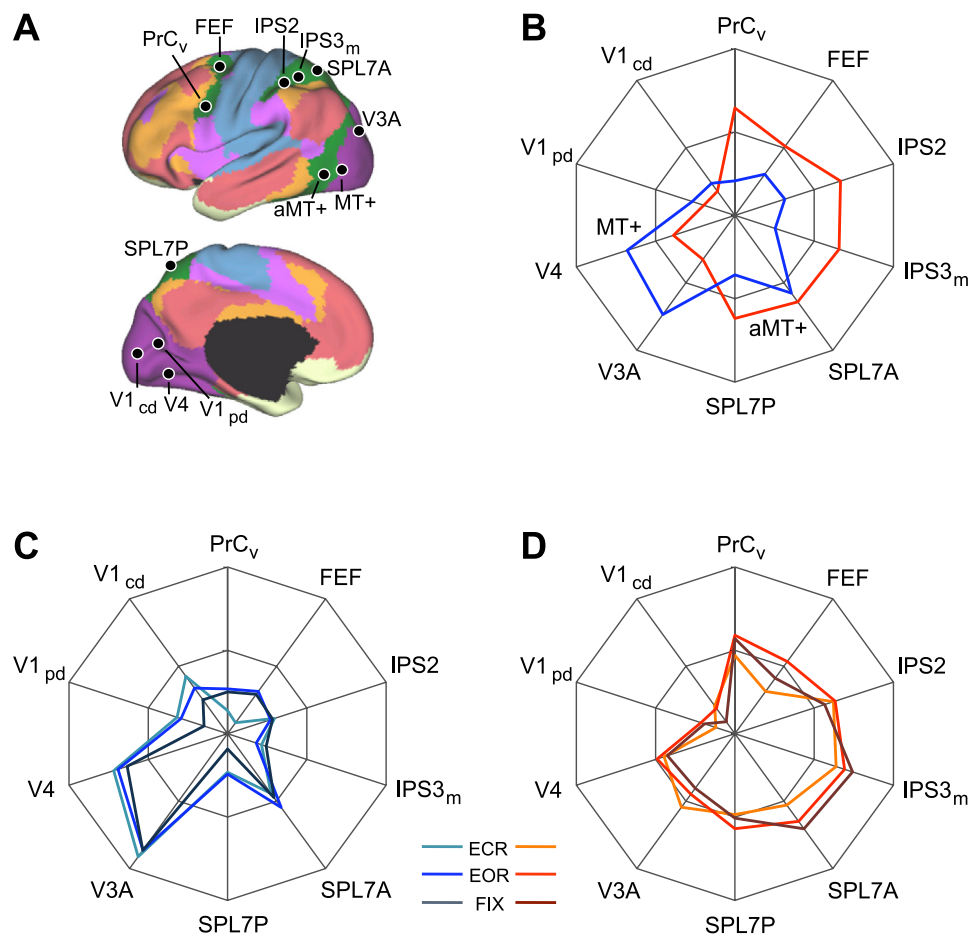 A
FEF
IPS2
IPS3m
PrCv
SPL7A
V3A
aMT+
MT+
SPL7P
V1cd
V4
V1pd
B
PrCv
V1cd
FEF
V1pd
IPS2
MT+
V4
IPS3m
aMT+
V3A
SPL7A
SPL7P
C
PrCv
V1cd
FEF
V1pd
IPS2
V4
IPS3m
V3A
SPL7A
SPL7P
D
PrCv
V1cd
FEF
V1pd
IPS2
V4
IPS3m
V3A
SPL7A
SPL7P
ECR
EOR
FIX